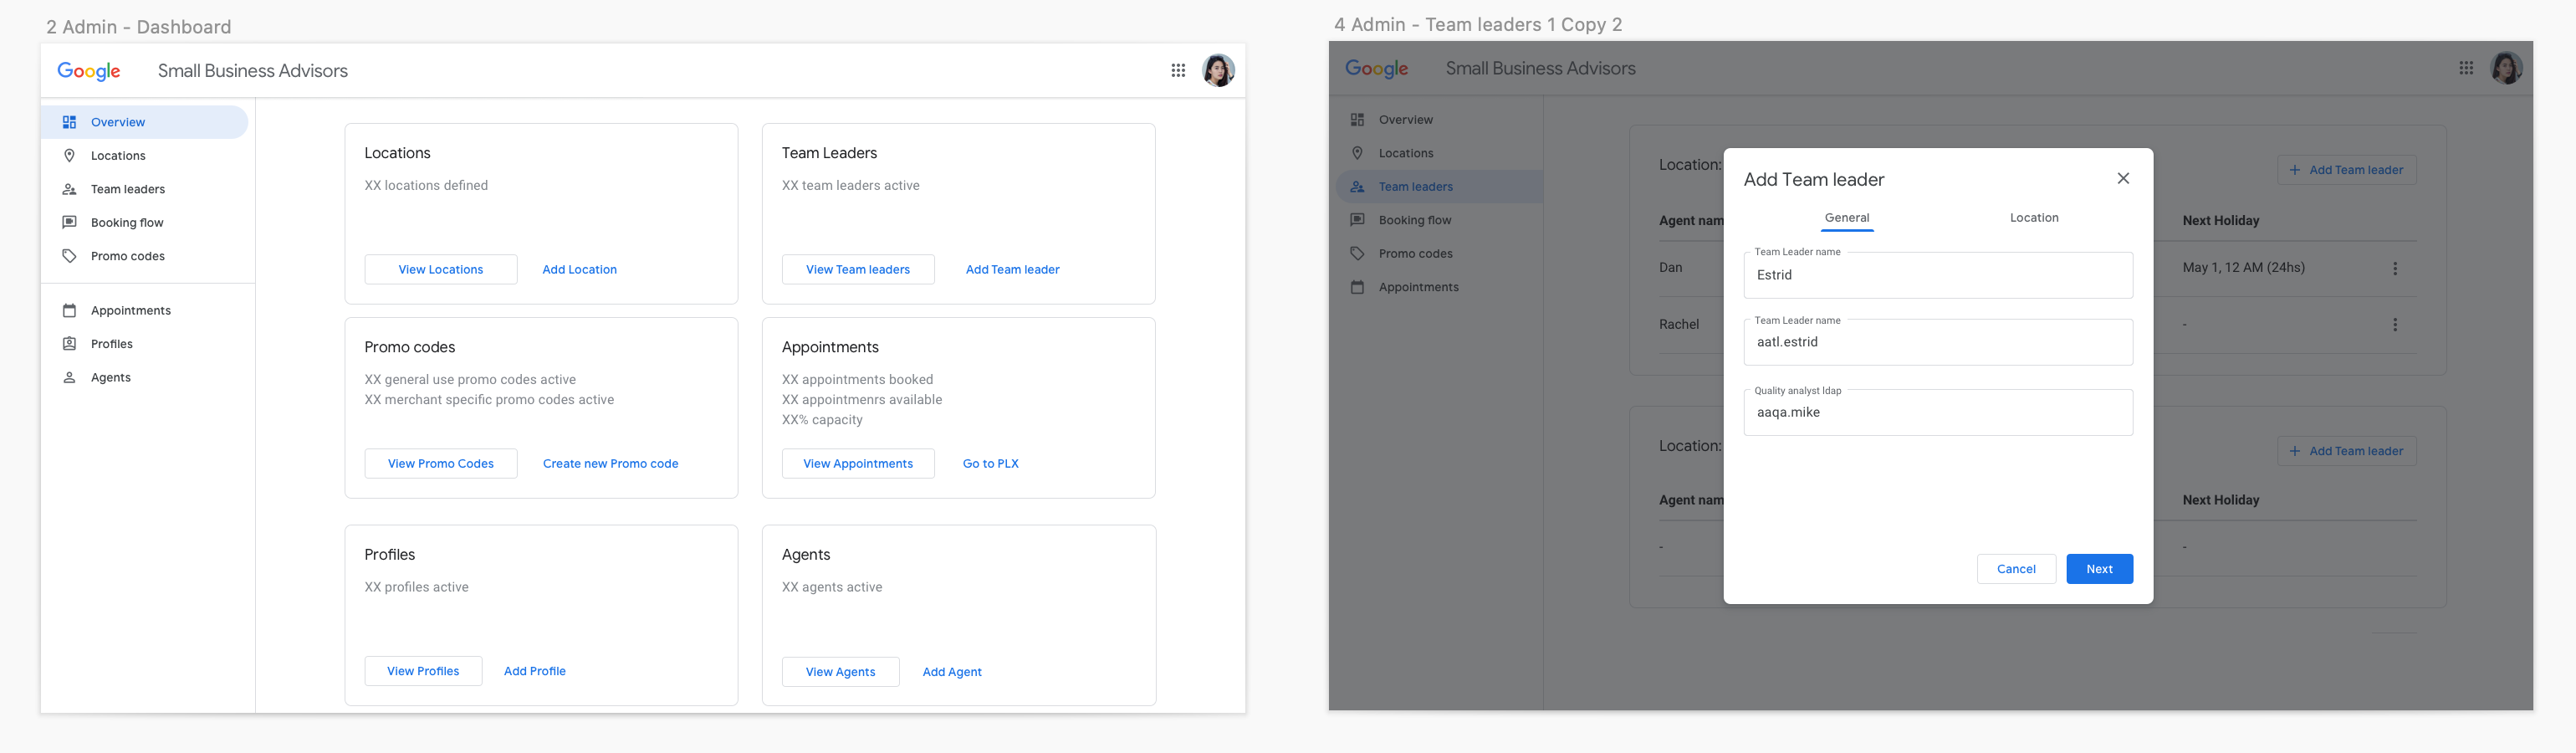 2 Admin - Dashboard
Google
Small Business Advisors
Overview
Locations
Team leaders
Booking flow
Promo codes
Appointments
Profiles
Agents
Locations
XX locations defined
View Locations
Add Location
Team Leaders
XX team leaders active
View Team leaders
Add Team leader
Promo codes
XX general use promo codes active
XX merchant specific promo codes active
View Promo Codes
Create new Promo code
Appointments
XX appointments booked
XX appointmenrs available
XX% capacity
View Appointments
Go to PLX
Profiles
XX profiles active
View Profiles
Add Profile
Agents
XX agents active
View Agents
Add Agent
4 Admin - Team leaders 1 Copy 2
Google
Small Business Advisors
Overview
Locations
Team leaders
Booking flow
Promo codes
Appointments
Location:
+ Add Team leader
Agent nam
Next Holiday
Dan
May 1, 12 AM (24hs)
Rachel
-
Location:
+ Add Team leader
Agent nam
Next Holiday
-
-
Add Team leader
General
Location
Team Leader name
Estrid
Team Leader name
aatl.estrid
Quality analyst ldap
aaqa.mike
Cancel
Next